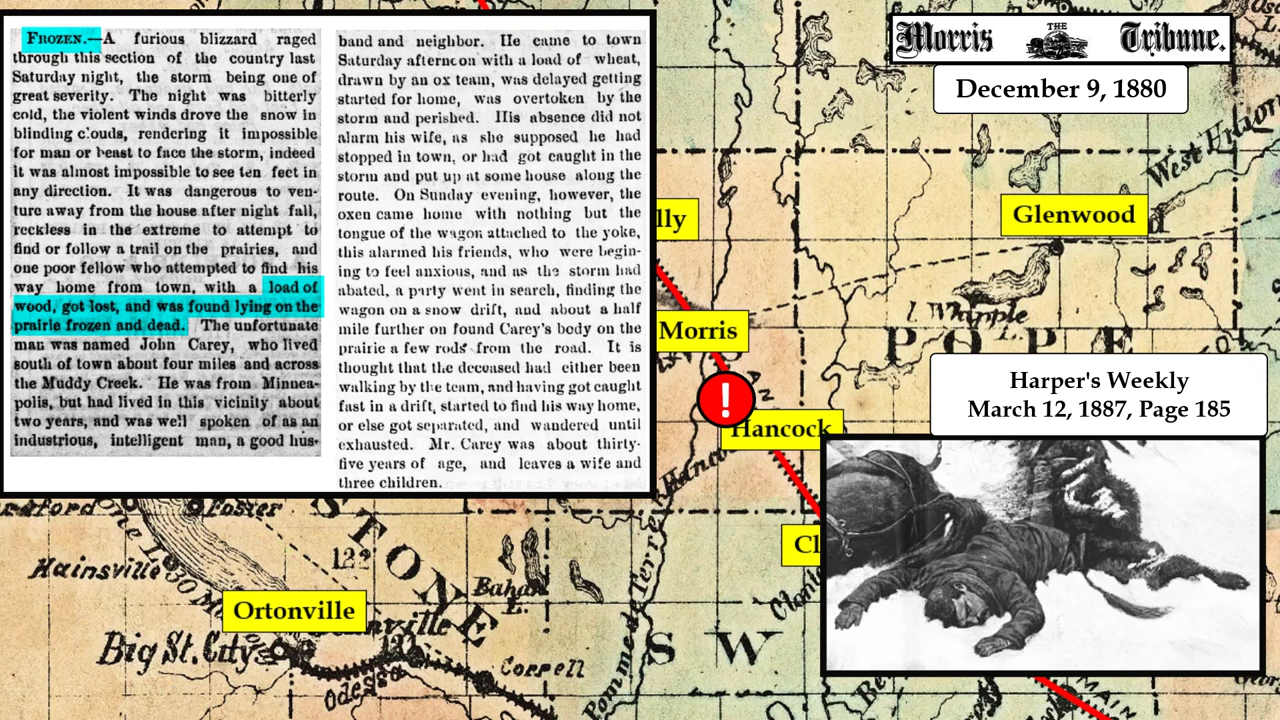 FROZEN.—A furious blizzard raged
through this section of the country last
Saturday night, the storm being one of
great severity. The night was bitterly
cold, the violent winds drove the snow in
blinding clouds, rendering it impossible
for man or beast to face the storm, indeed
it was almost impossible to see ten feet in
any direction. It was dangerous to ven-
ture away from the house after night fall,
reckless in the extreme to attempt to
find or follow a trail on the prairies, and
one poor fellow who attempted to find his
way home from town, with a load of
wood, got lost, and was found lying on the
prairie frozen and dead. The unfortunate
man was named John Carey, who lived
south of town about four miles and across
the Muddy Creek. He was from Minnea-
polis, but had lived in this vicinity about
two years, and was well spoken of as an
industrious, intelligent man, a good hus-
band and neighbor. He came to town
Saturday afternoon with a load of wheat,
drawn by an ox team, was delayed getting
started for home, was overtoken by the
storm and perished. His absence did not
alarm his wife, as she supposed he had
stopped in town, or had got caught in the
storm and put up at some house along the
route. On Sunday evening, however, the
oxen came home with nothing but the
tongue of the wagon attached to the yoke,
this alarmed his friends, who were begin-
ing to feel anxious, and as the storm had
abated, a party went in search, finding the
wagon on a snow drift, and about a half
mile further on found Carey's body on the
prairie a few rods from the road. It is
thought that the deceased had either been
walking by the team, and having got caught
fast in a drift, started to find his way home,
or else got separated, and wandered until
exhausted. Mr. Carey was about thirty-
five years of age, and leaves a wife and
three children.
Morris THE Tribune.
December 9, 1880
West
Glenwood
lly
Morris
L. Whipple
POPE
Harper's Weekly
March 12, 1887, Page 185
Hancock
Cl
STONE
Hainsville
Ortonville
Big St. City
Odessa
Correll
Pomme de Terre
S W